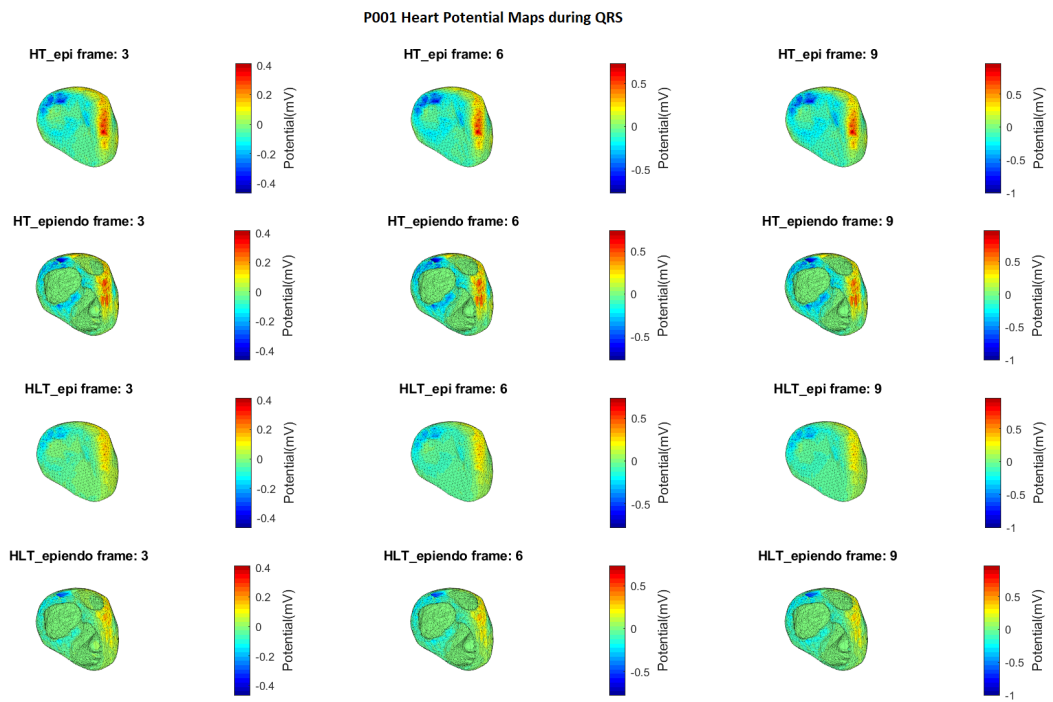 P001 Heart Potential Maps during QRS
HT_epi frame: 3
0.4
0.2
0
-0.2
-0.4
Potential(mV)
HT_epi frame: 6
0.5
0
-0.5
Potential(mV)
HT_epi frame: 9
0.5
0
-0.5
-1
Potential(mV)
HT_epiendo frame: 3
0.4
0.2
0
-0.2
-0.4
Potential(mV)
HT_epiendo frame: 6
0.5
0
-0.5
Potential(mV)
HT_epiendo frame: 9
0.5
0
-0.5
-1
Potential(mV)
HLT_epi frame: 3
0.4
0.2
0
-0.2
-0.4
Potential(mV)
HLT_epi frame: 6
0.5
0
-0.5
Potential(mV)
HLT_epi frame: 9
0.5
0
-0.5
-1
Potential(mV)
HLT_epiendo frame: 3
0.4
0.2
0
-0.2
-0.4
Potential(mV)
HLT_epiendo frame: 6
0.5
0
-0.5
Potential(mV)
HLT_epiendo frame: 9
0.5
0
-0.5
-1
Potential(mV)